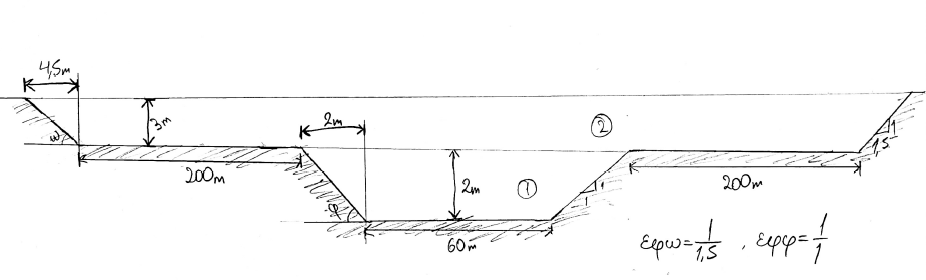 4,5m
3m
2m
②
ω
1
1,5
200m
2m
①
1
1
200m
φ
60m
εφω = 1/1,5 , εφφ = 1/1